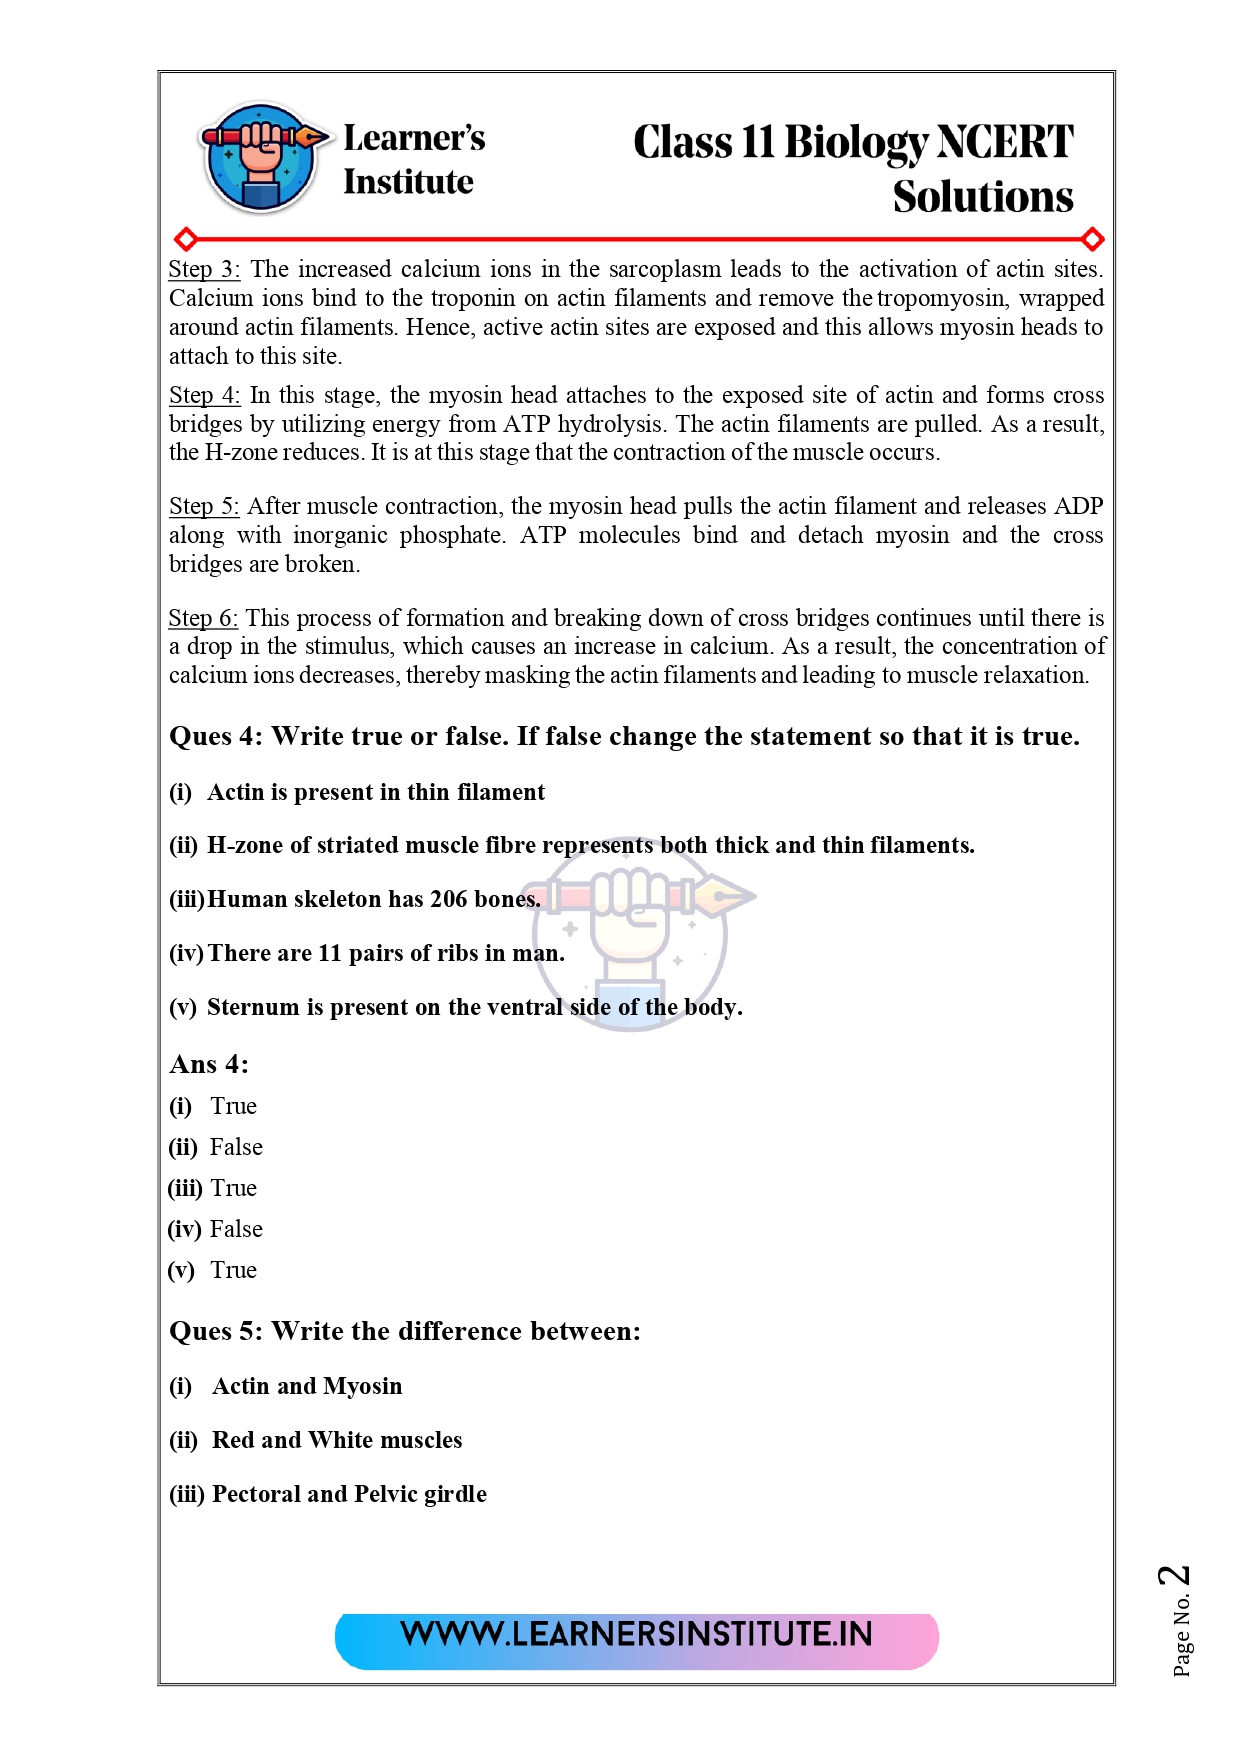 Learner's
Institute
Class 11 Biology NCERT
Solutions
Step 3: The increased calcium ions in the sarcoplasm leads to the activation of actin sites.
Calcium ions bind to the troponin on actin filaments and remove the tropomyosin, wrapped
around actin filaments. Hence, active actin sites are exposed and this allows myosin heads to
attach to this site.
Step 4: In this stage, the myosin head attaches to the exposed site of actin and forms cross
bridges by utilizing energy from ATP hydrolysis. The actin filaments are pulled. As a result,
the H-zone reduces. It is at this stage that the contraction of the muscle occurs.
Step 5: After muscle contraction, the myosin head pulls the actin filament and releases ADP
along with inorganic phosphate. ATP molecules bind and detach myosin and the cross
bridges are broken.
Step 6: This process of formation and breaking down of cross bridges continues until there is
a drop in the stimulus, which causes an increase in calcium. As a result, the concentration of
calcium ions decreases, thereby masking the actin filaments and leading to muscle relaxation.
Ques 4: Write true or false. If false change the statement so that it is true.
(i) Actin is present in thin filament
(ii) H-zone of striated muscle fibre represents both thick and thin filaments.
(iii) Human skeleton has 206 bones.
(iv) There are 11 pairs of ribs in man.
(v) Sternum is present on the ventral side of the body.
Ans 4:
(i) True
(ii) False
(iii) True
(iv) False
(v) True
Ques 5: Write the difference between:
(i) Actin and Myosin
(ii) Red and White muscles
(iii) Pectoral and Pelvic girdle
WWW.LEARNERSINSTITUTE.IN
Page No. 2